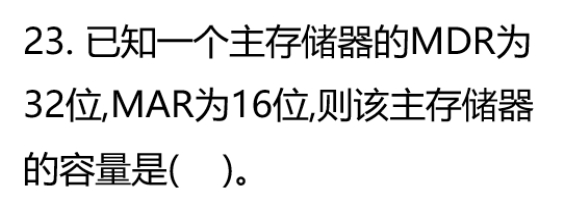 23. 已知一个主存储器的MDR为
32位,MAR为16位,则该主存储器
的容量是(    )。